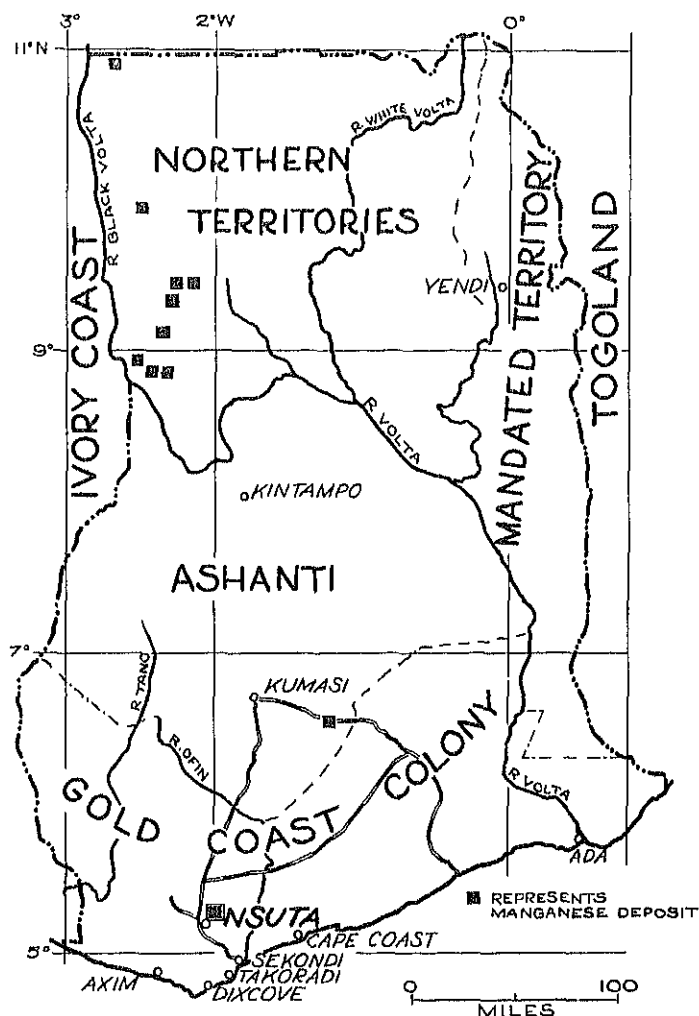 3°
2°W
0°
11°N
R. WHITE VOLTA
R BLACK VOLTA
NORTHERN
TERRITORIES
YENDI
MANDATED TERRITORY
TOGOLAND
IVORY COAST
9°
R VOLTA
KINTAMPO
ASHANTI
7°
R. TANO
KUMASI
R. OFIN
GOLD
COAST
COLONY
R VOLTA
ADA
REPRESENTS
MANGANESE DEPOSIT
NSUTA
CAPE COAST
5°
SEKONDI
TAKORADI
AXIM
DIXCOVE
0 100
MILES